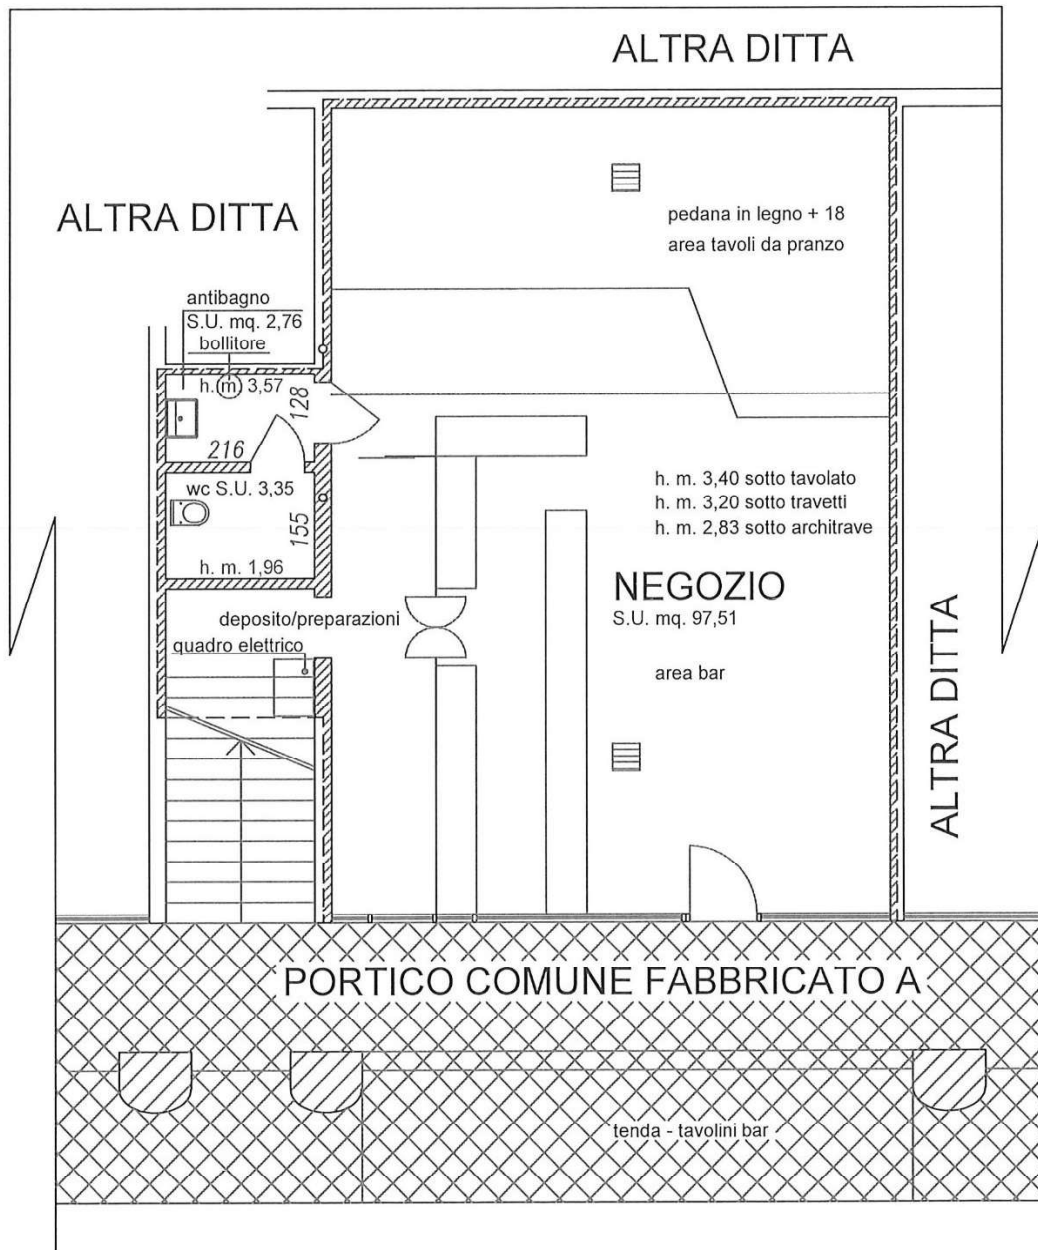 ALTRA DITTA
ALTRA DITTA
pedana in legno + 18
area tavoli da pranzo
antibagno
S.U. mq. 2,76
bollitore
h. m. 3,57
128
216
wc S.U. 3,35
155
h. m. 1,96
h. m. 3,40 sotto tavolato
h. m. 3,20 sotto travetti
h. m. 2,83 sotto architrave
NEGOZIO
S.U. mq. 97,51
deposito/preparazioni
quadro elettrico
area bar
ALTRA DITTA
PORTICO COMUNE FABBRICATO A
tenda - tavolini bar